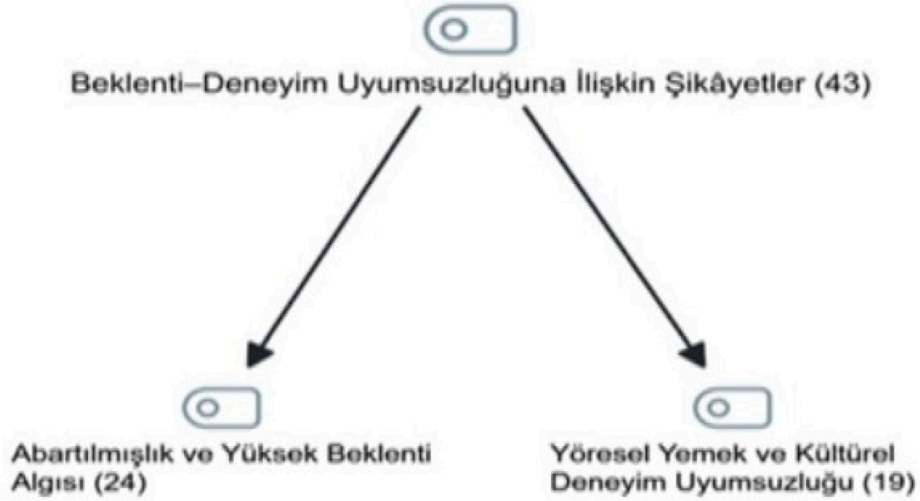 Beklenti–Deneyim Uyumsuzluğuna İlişkin Şikâyetler (43)
Abartılmışlık ve Yüksek Beklenti
Algısı (24)
Yöresel Yemek ve Kültürel
Deneyim Uyumsuzluğu (19)